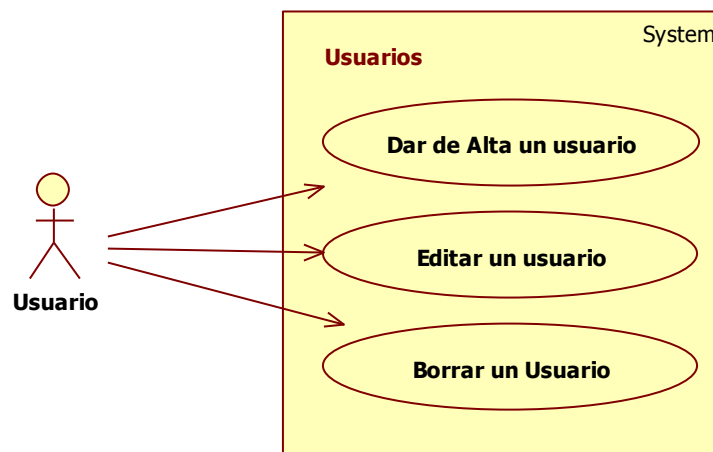 System
Usuarios
Dar de Alta un usuario
Editar un usuario
Usuario
Borrar un Usuario